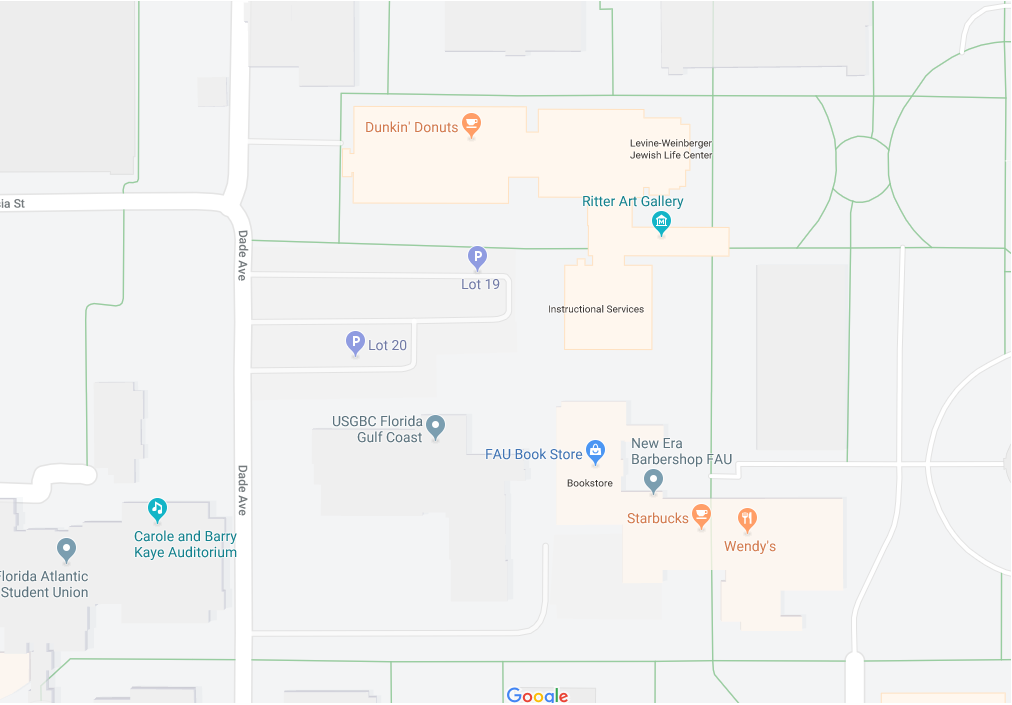 Dunkin' Donuts
Levine-Weinberger
Jewish Life Center
Ritter Art Gallery
sia St
Dade Ave
P
Lot 19
Instructional Services
P
Lot 20
USGBC Florida
Gulf Coast
FAU Book Store
New Era
Barbershop FAU
Bookstore
Dade Ave
Starbucks
Wendy's
Carole and Barry
Kaye Auditorium
Florida Atlantic
Student Union
Google